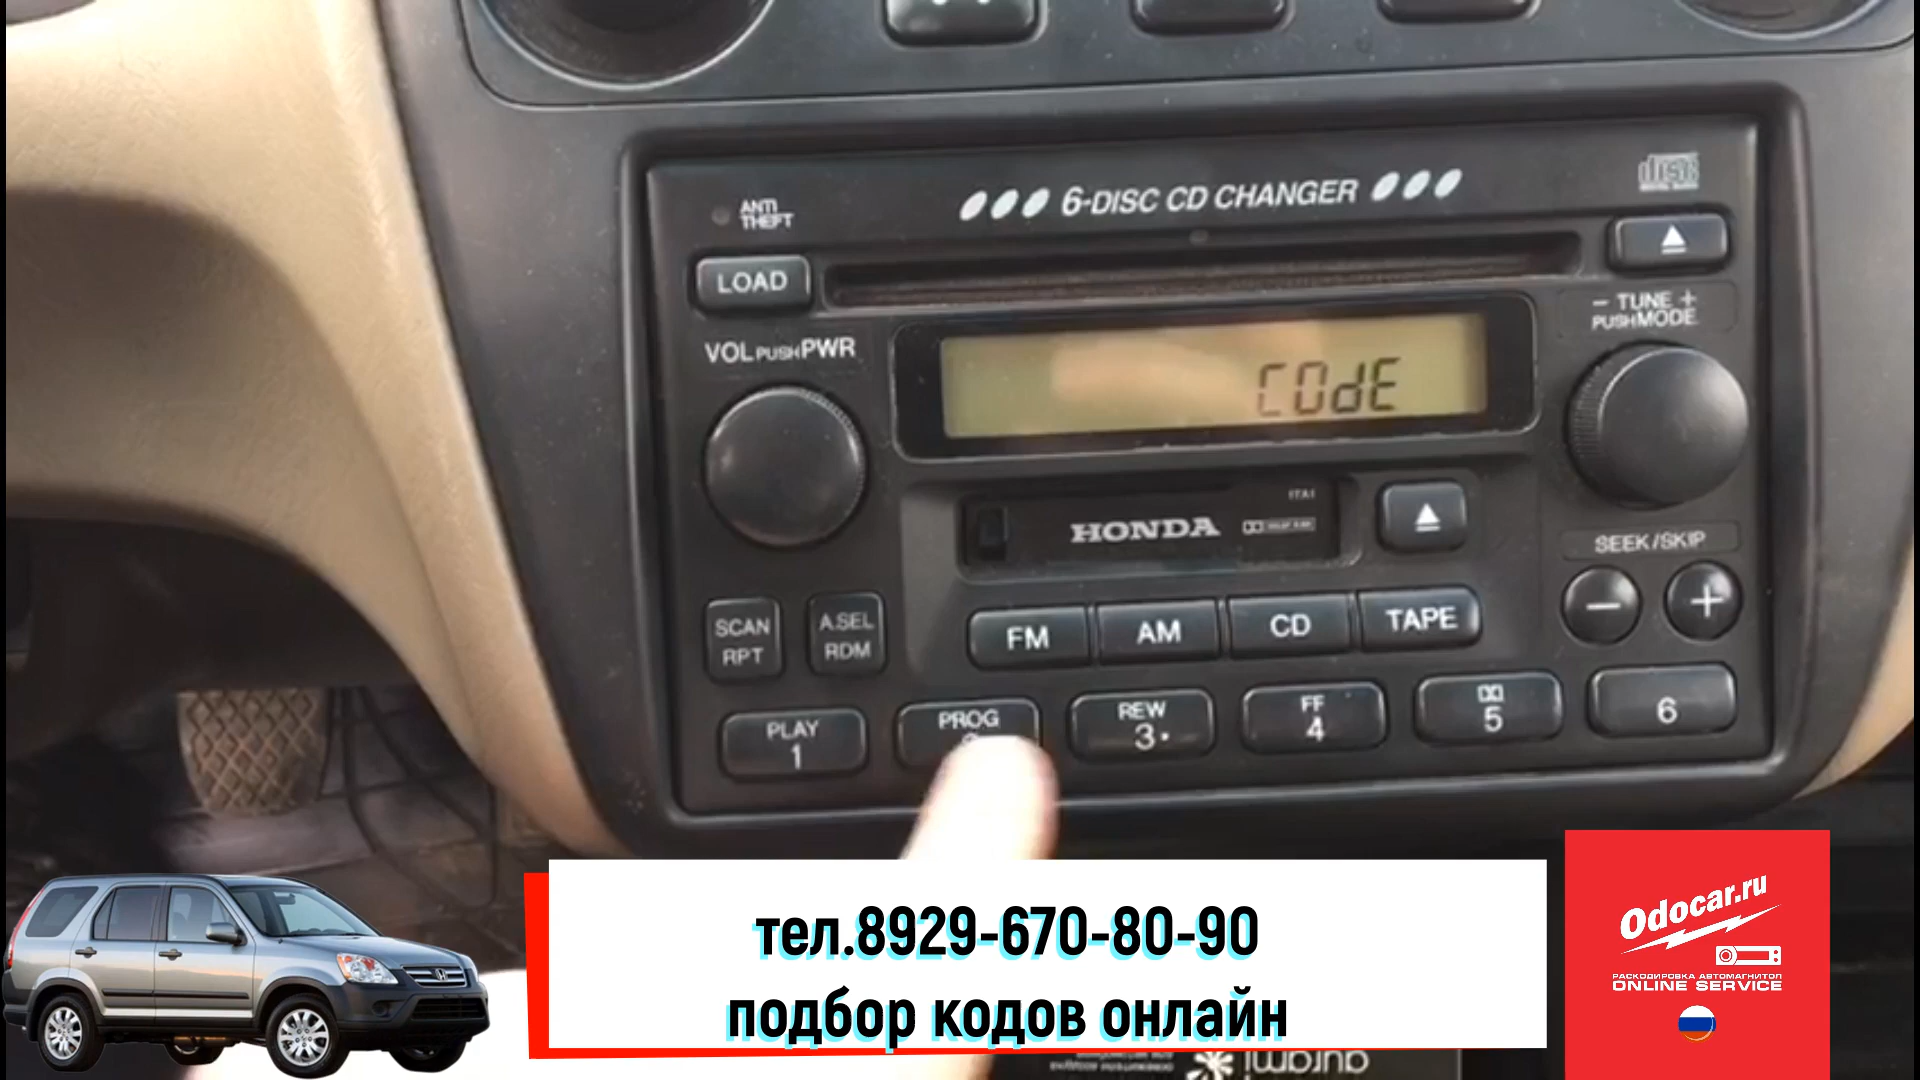 6-DISC CD CHANGER
disc
ANTI
THEFT
LOAD
- TUNE +
PUSH MODE
VOL PUSH PWR
CODE
1TA1
HONDA
SEEK/SKIP
SCAN
RPT
A.SEL
RDM
FM
AM
CD
TAPE
- +
PLAY
1
PROG
REW
3
FF
4
5
6
тел.8929-670-80-90
подбор кодов онлайн
Odocar.ru
РАСКОДИРОВКА АВТОМАГНИТОЛ
ONLINE SERVICE